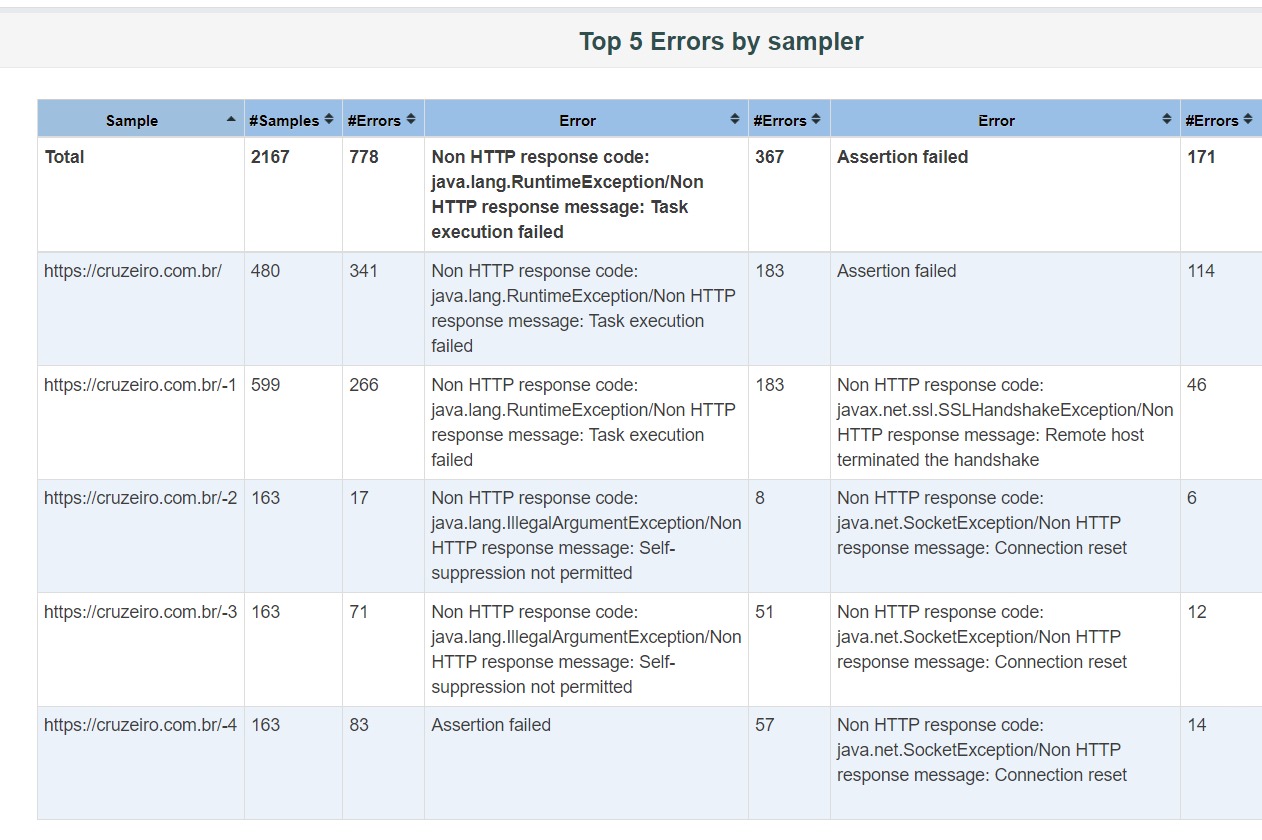 Top 5 Errors by sampler
Sample #Samples #Errors Error #Errors Error #Errors
Total 2167 778 Non HTTP response code: 367 Assertion failed 171
java.lang.RuntimeException/Non
HTTP response message: Task
execution failed
https://cruzeiro.com.br/ 480 341 Non HTTP response code: 183 Assertion failed 114
java.lang.RuntimeException/Non HTTP
response message: Task execution
failed
https://cruzeiro.com.br/-1 599 266 Non HTTP response code: 183 Non HTTP response code: 46
java.lang.RuntimeException/Non HTTP javax.net.ssl.SSLHandshakeException/Non
response message: Task execution HTTP response message: Remote host
failed terminated the handshake
https://cruzeiro.com.br/-2 163 17 Non HTTP response code: 8 Non HTTP response code: 6
java.lang.IllegalArgumentException/Non java.net.SocketException/Non HTTP
HTTP response message: Self- response message: Connection reset
suppression not permitted
https://cruzeiro.com.br/-3 163 71 Non HTTP response code: 51 Non HTTP response code: 12
java.lang.IllegalArgumentException/Non java.net.SocketException/Non HTTP
HTTP response message: Self- response message: Connection reset
suppression not permitted
https://cruzeiro.com.br/-4 163 83 Assertion failed 57 Non HTTP response code: 14
java.net.SocketException/Non HTTP
response message: Connection reset